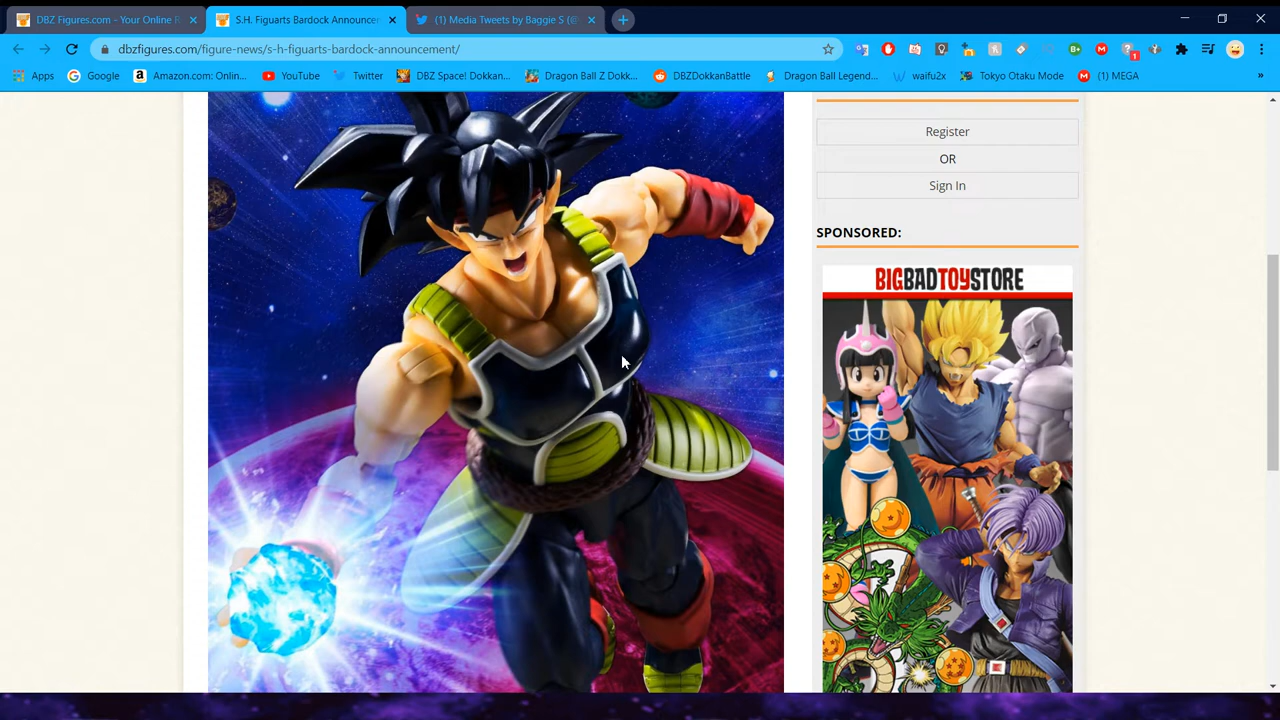 DBZ Figures.com - Your Online R
S.H. Figuarts Bardock Announcem
(1) Media Tweets by Baggie S (@
dbzfigures.com/figure-news/s-h-figuarts-bardock-announcement/
Apps
Google
Amazon.com: Onlin...
YouTube
Twitter
DBZ Space! Dokkan...
Dragon Ball Z Dokk...
DBZDokkanBattle
Dragon Ball Legend...
waifu2x
Tokyo Otaku Mode
(1) MEGA
»
Register
OR
Sign In
SPONSORED:
BIGBADTOYSTORE